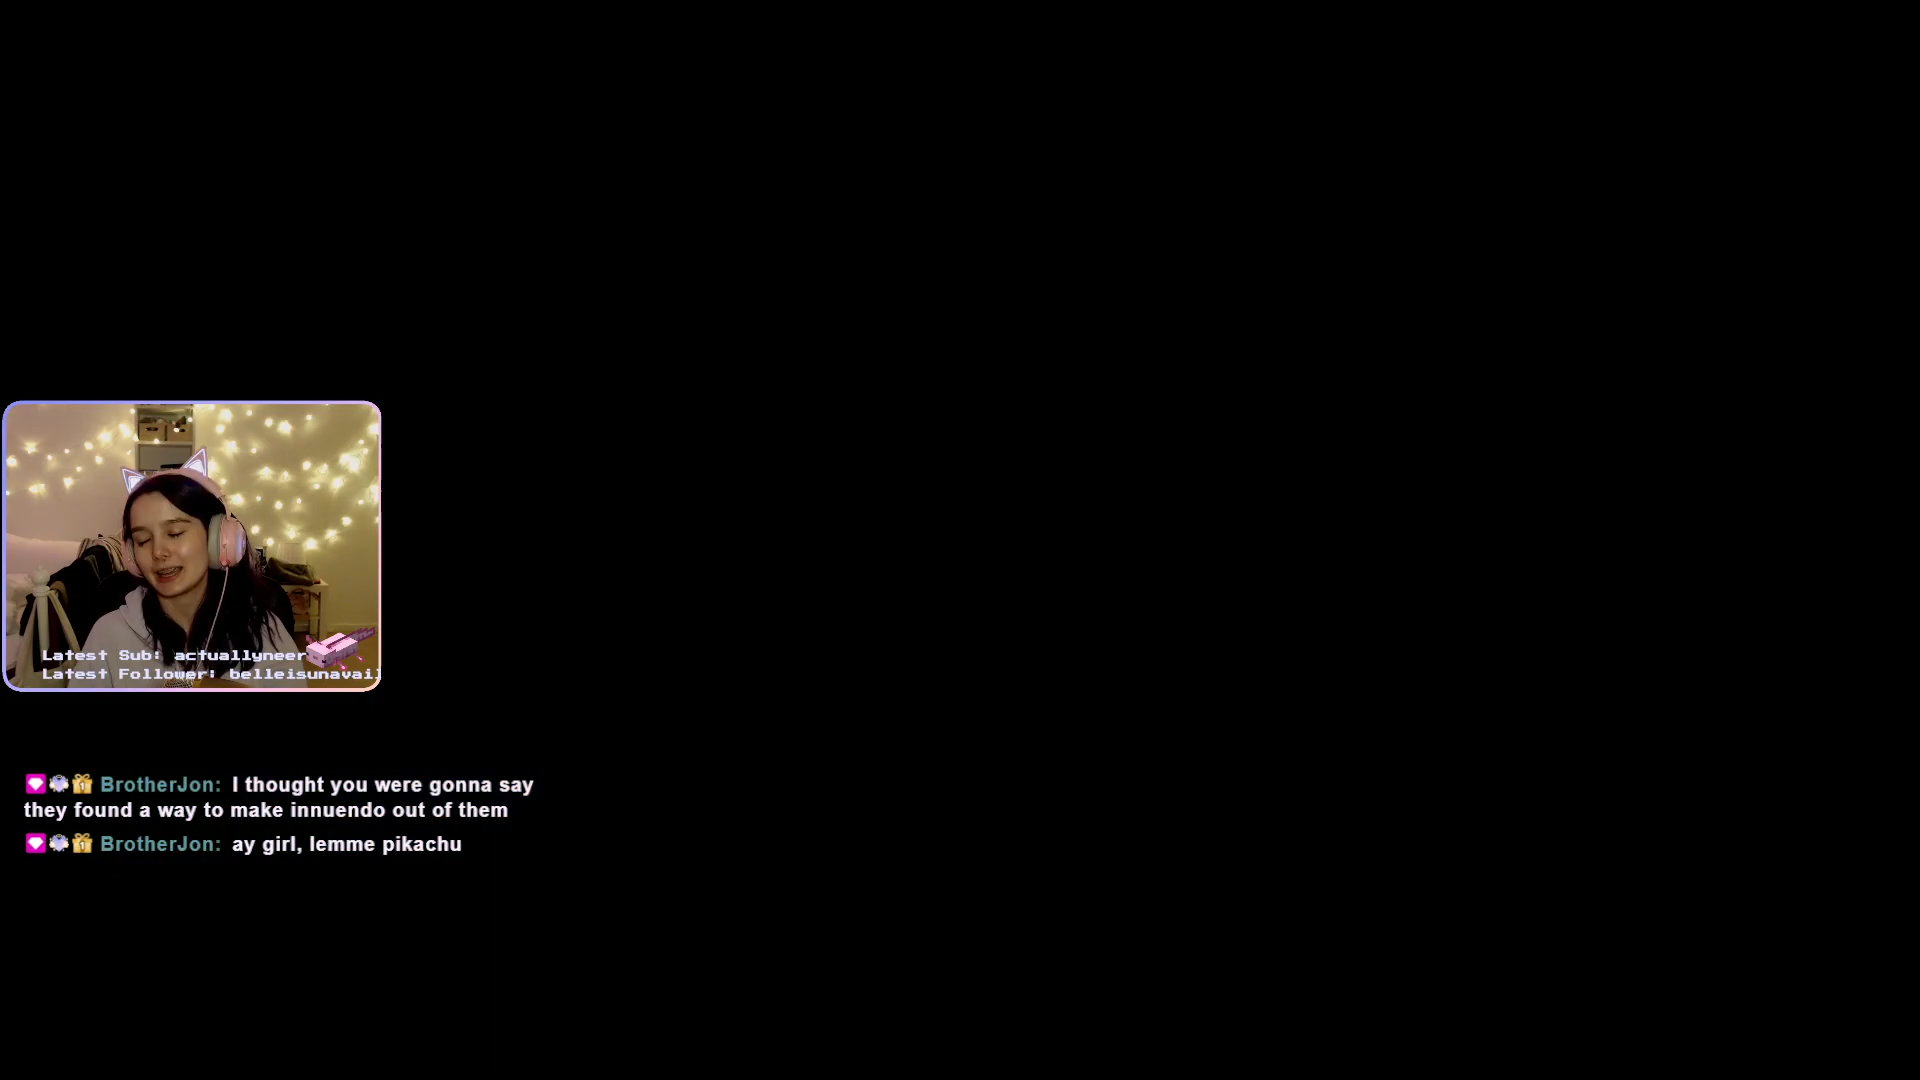 Latest Sub: actuallyneer
Latest Follower: belleisunavail
BrotherJon: I thought you were gonna say
they found a way to make innuendo out of them
BrotherJon: ay girl, lemme pikachu